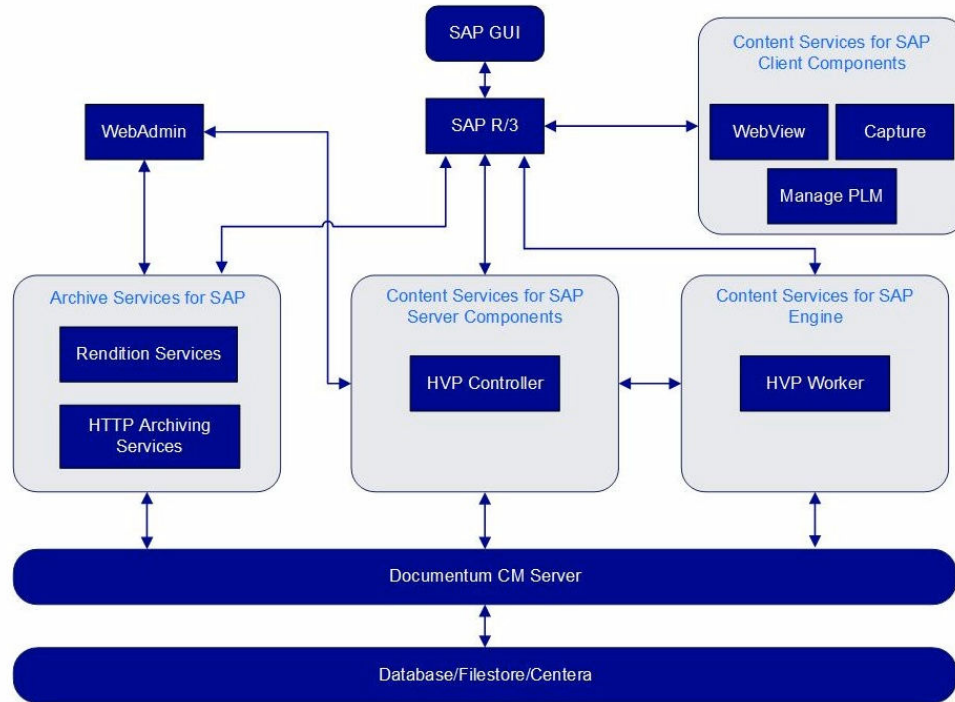 SAP GUI
Content Services for SAP
Client Components
WebAdmin
SAP R/3
WebView
Capture
Manage PLM
Archive Services for SAP
Rendition Services
HTTP Archiving
Services
Content Services for SAP
Server Components
HVP Controller
Content Services for SAP
Engine
HVP Worker
Documentum CM Server
Database/Filestore/Centera